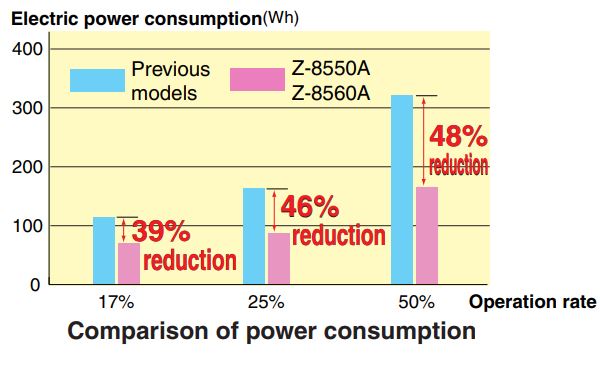 Electric power consumption(Wh)
400
Previous models
Z-8550A
Z-8560A
300
48%
reduction
200
46%
reduction
39%
reduction
100
0
17%
25%
50%
Operation rate
Comparison of power consumption